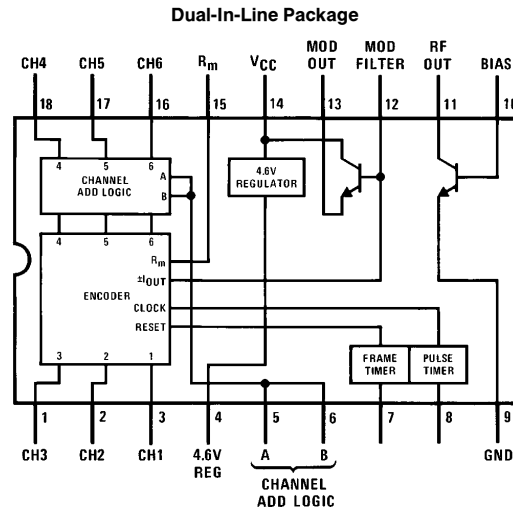 Dual-In-Line Package
CH4 CH5 CH6 Rm VCC MOD OUT MOD FILTER RF OUT BIAS
18 17 16 15 14 13 12 11 10
4 5 6
CHANNEL ADD LOGIC
A
B
4.6V REGULATOR
4 5 6
Rm
±IOUT
ENCODER
CLOCK
RESET
3 2 1
FRAME TIMER
PULSE TIMER
1 2 3 4 5 6 7 8 9
CH3 CH2 CH1 4.6V REG A B GND
CHANNEL ADD LOGIC